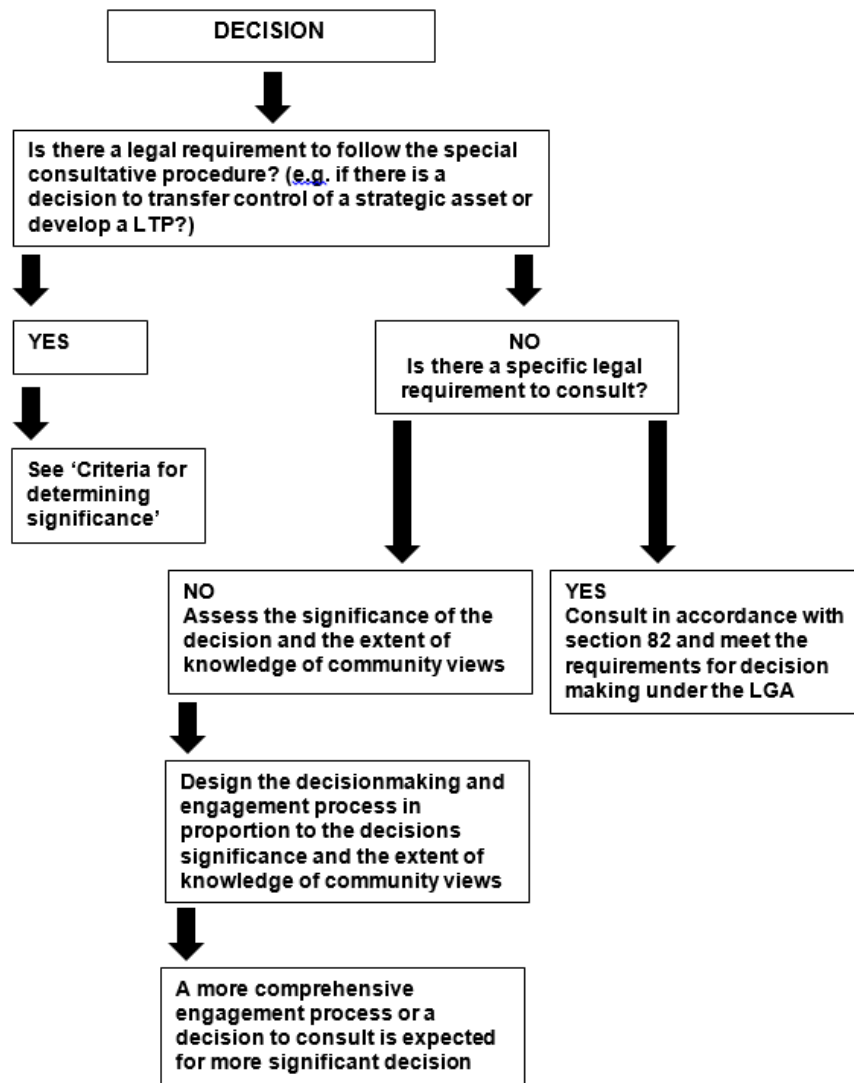 DECISION
Is there a legal requirement to follow the special
consultative procedure? (e.g. if there is a
decision to transfer control of a strategic asset or
develop a LTP?)
YES
NO
Is there a specific legal
requirement to consult?
See ‘Criteria for
determining
significance’
NO
Assess the significance of the
decision and the extent of
knowledge of community views
YES
Consult in accordance with
section 82 and meet the
requirements for decision
making under the LGA
Design the decisionmaking and
engagement process in
proportion to the decisions
significance and the extent of
knowledge of community views
A more comprehensive
engagement process or a
decision to consult is expected
for more significant decision